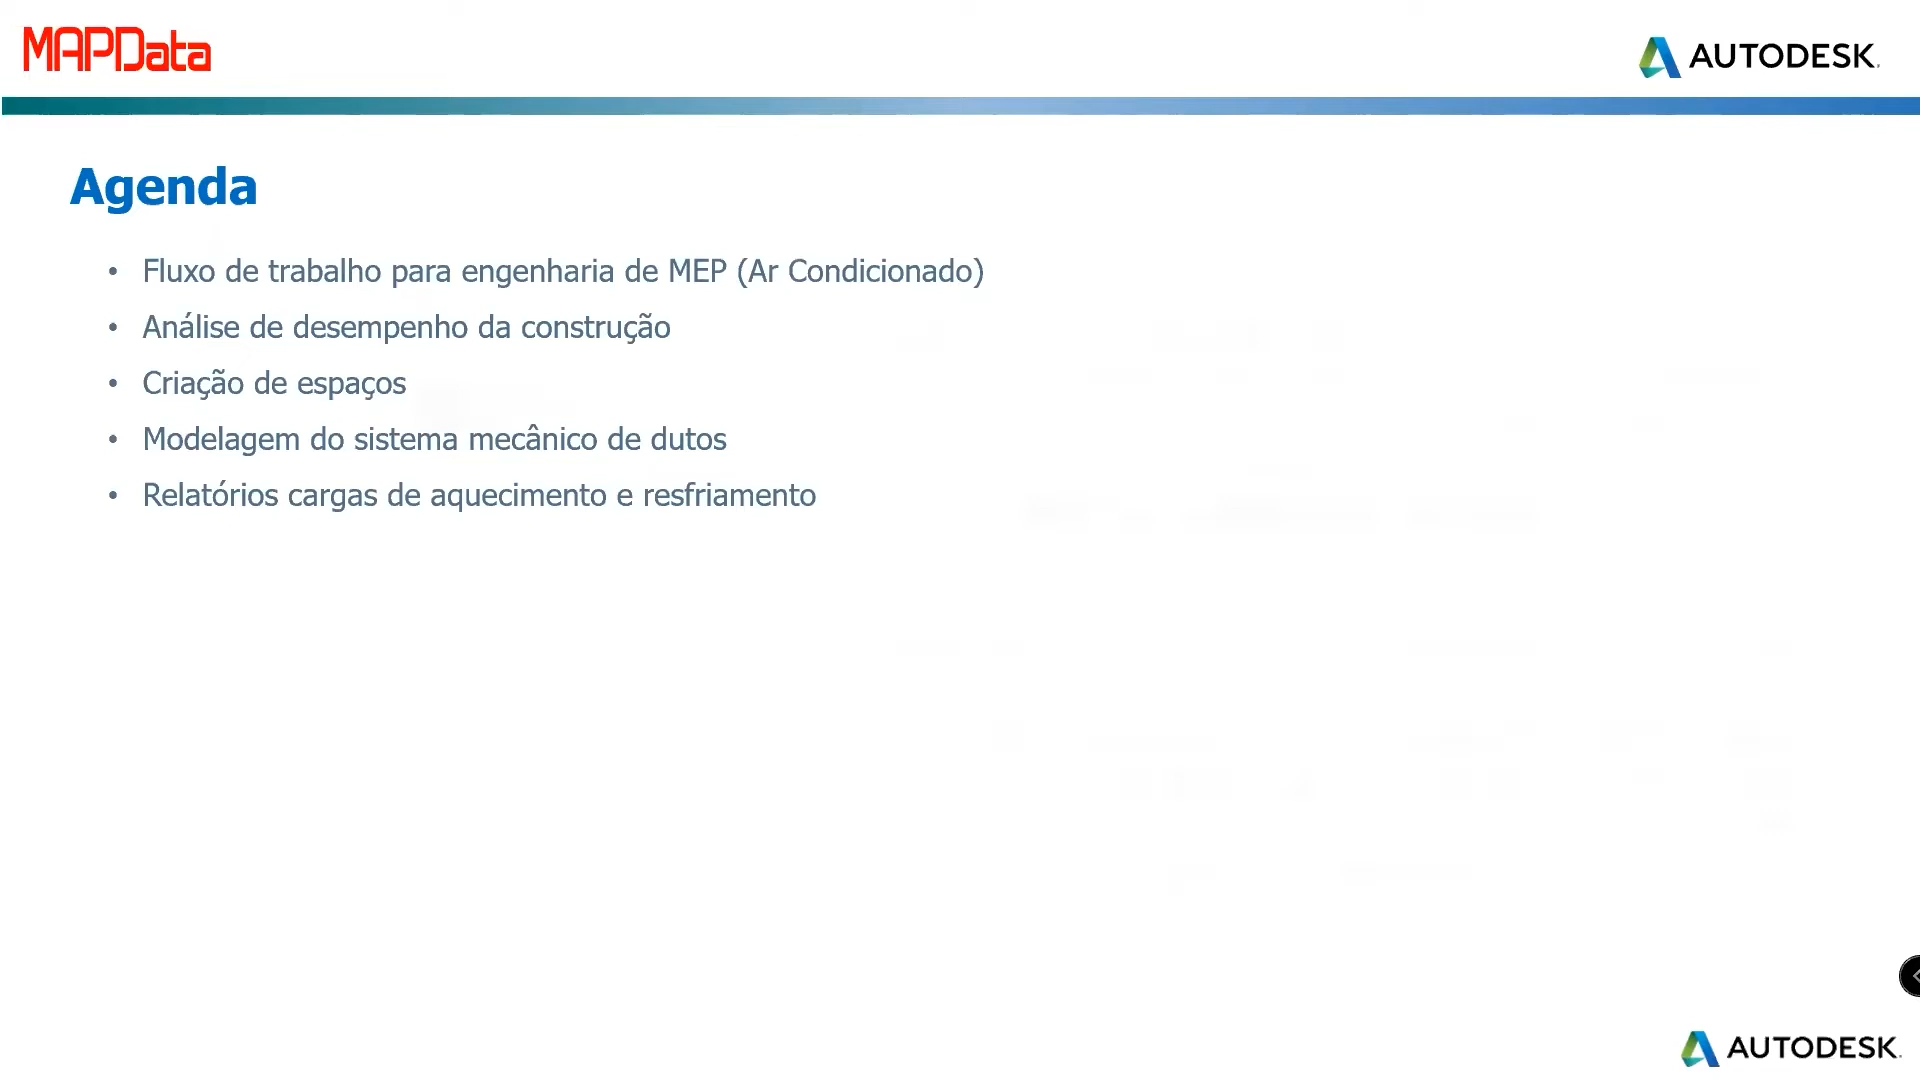 MAPData
AUTODESK.
Agenda
• Fluxo de trabalho para engenharia de MEP (Ar Condicionado)
• Análise de desempenho da construção
• Criação de espaços
• Modelagem do sistema mecânico de dutos
• Relatórios cargas de aquecimento e resfriamento
AUTODESK.